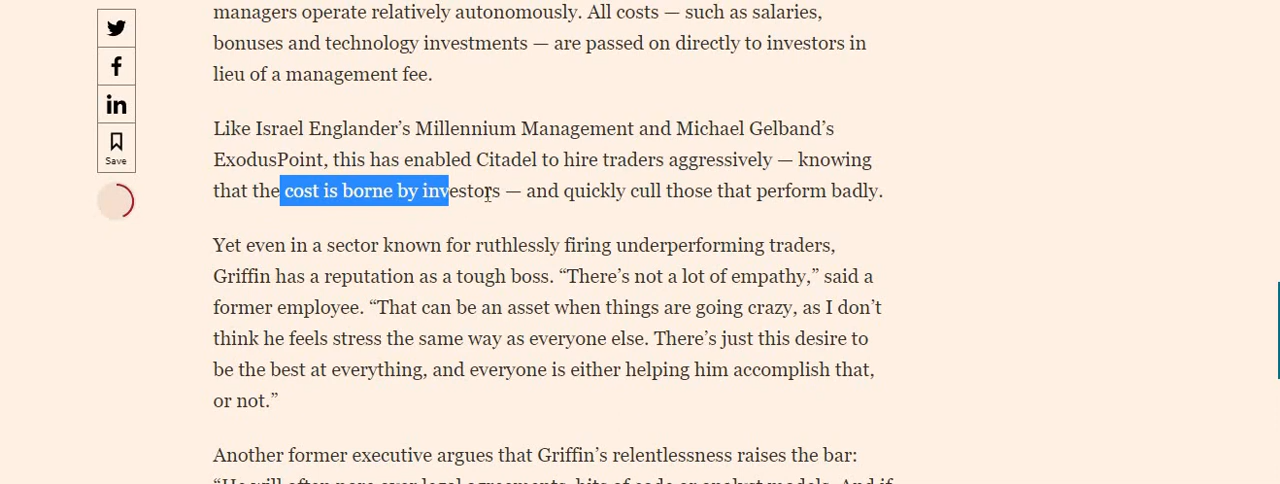 managers operate relatively autonomously. All costs — such as salaries,
bonuses and technology investments — are passed on directly to investors in
lieu of a management fee.
Like Israel Englander’s Millennium Management and Michael Gelband’s
ExodusPoint, this has enabled Citadel to hire traders aggressively — knowing
that the cost is borne by investors — and quickly cull those that perform badly.
Save
Yet even in a sector known for ruthlessly firing underperforming traders,
Griffin has a reputation as a tough boss. “There’s not a lot of empathy,” said a
former employee. “That can be an asset when things are going crazy, as I don’t
think he feels stress the same way as everyone else. There’s just this desire to
be the best at everything, and everyone is either helping him accomplish that,
or not.”
Another former executive argues that Griffin’s relentlessness raises the bar: